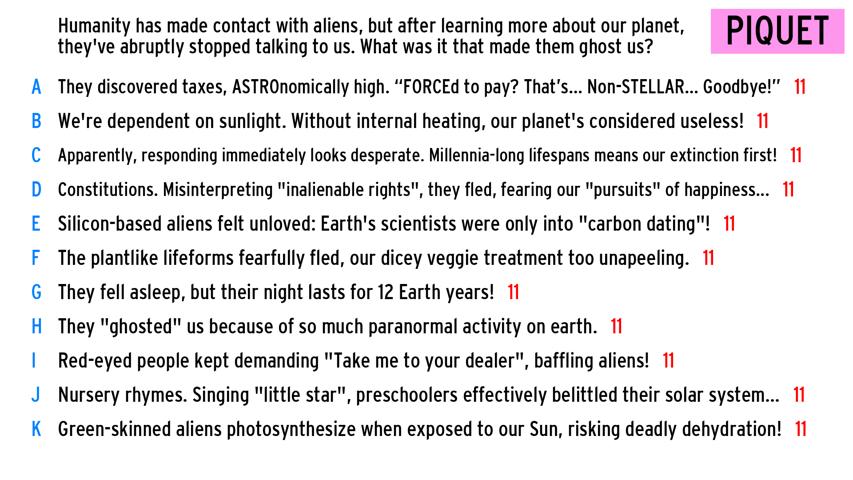 Humanity has made contact with aliens, but after learning more about our planet,
they've abruptly stopped talking to us. What was it that made them ghost us?
PIQUET
A They discovered taxes, ASTROnomically high. “FORCEd to pay? That's... Non-STELLAR... Goodbye!” 11
B We're dependent on sunlight. Without internal heating, our planet's considered useless! 11
C Apparently, responding immediately looks desperate. Millennia-long lifespans means our extinction first! 11
D Constitutions. Misinterpreting "inalienable rights", they fled, fearing our "pursuits" of happiness... 11
E Silicon-based aliens felt unloved: Earth's scientists were only into "carbon dating"! 11
F The plantlike lifeforms fearfully fled, our dicey veggie treatment too unapeeling. 11
G They fell asleep, but their night lasts for 12 Earth years! 11
H They "ghosted" us because of so much paranormal activity on earth. 11
I Red-eyed people kept demanding "Take me to your dealer", baffling aliens! 11
J Nursery rhymes. Singing "little star", preschoolers effectively belittled their solar system... 11
K Green-skinned aliens photosynthesize when exposed to our Sun, risking deadly dehydration! 11